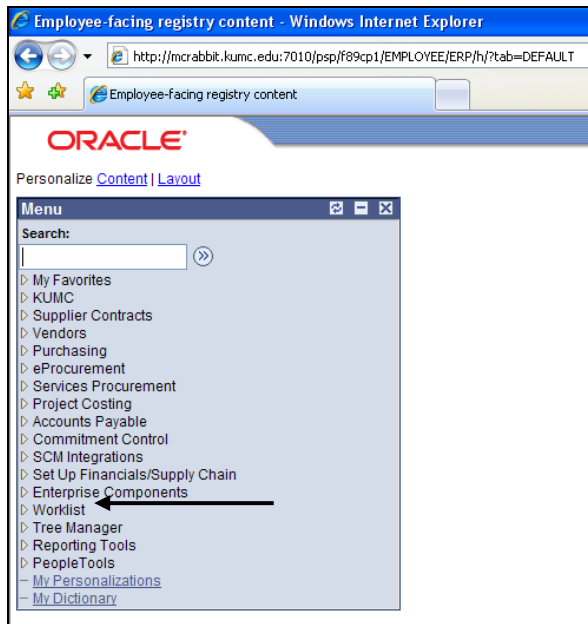 Employee-facing registry content - Windows Internet Explorer
http://mcrabbit.kumc.edu:7010/psp/f89cp1/EMPLOYEE/ERP/h/?tab=DEFAULT
Employee-facing registry content
ORACLE
Personalize Content | Layout
Menu
Search:
My Favorites
KUMC
Supplier Contracts
Vendors
Purchasing
eProcurement
Services Procurement
Project Costing
Accounts Payable
Commitment Control
SCM Integrations
Set Up Financials/Supply Chain
Enterprise Components
Worklist
Tree Manager
Reporting Tools
PeopleTools
My Personalizations
My Dictionary